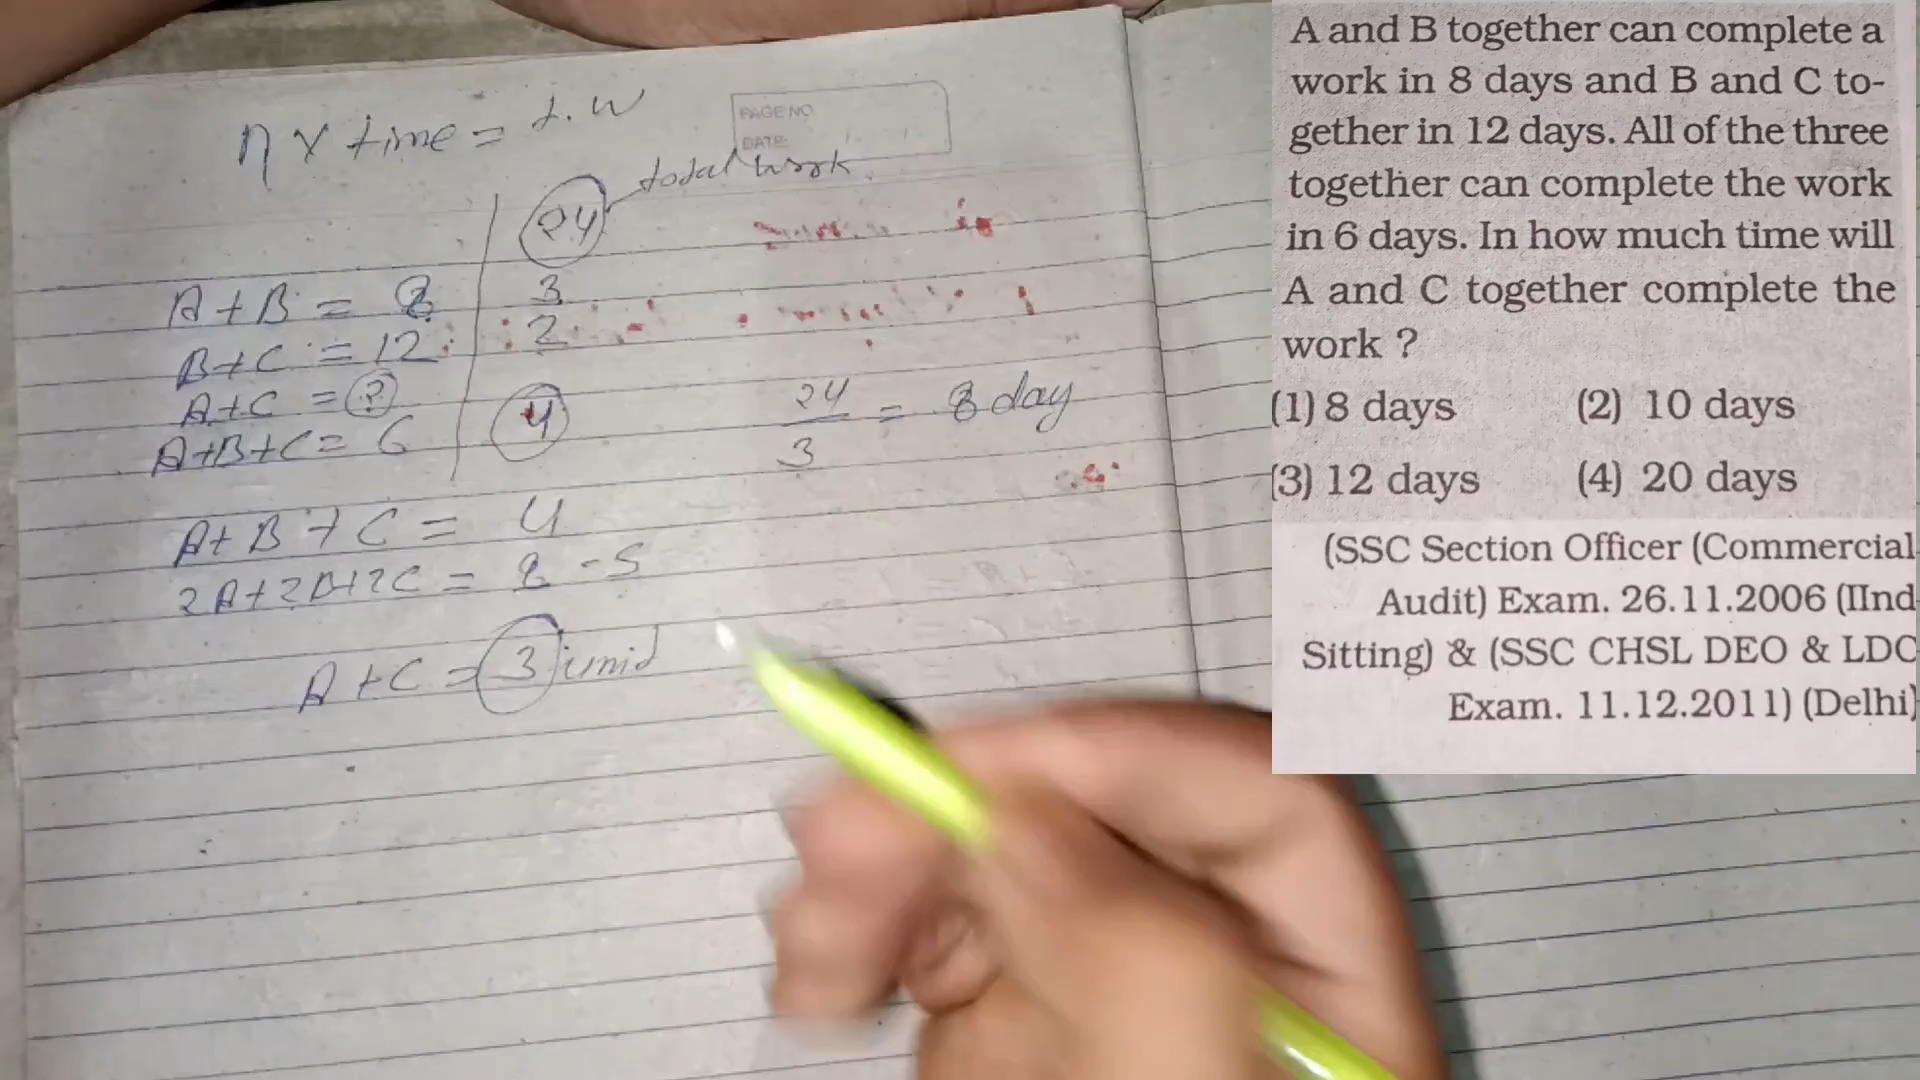 η x time = t.w
PAGE NO.
DATE:
total work
24
A+B = 8
3
B+C = 12
2
A+C = ?
A+B+C = 6
4
24
3
= 8 day
A+B+C = 4
2A+2B+2C = 8 - 5
A+C = 3
A and B together can complete a
work in 8 days and B and C to-
gether in 12 days. All of the three
together can complete the work
in 6 days. In how much time will
A and C together complete the
work ?
(1) 8 days (2) 10 days
(3) 12 days (4) 20 days
(SSC Section Officer (Commercial
Audit) Exam. 26.11.2006 (IInd
Sitting) & (SSC CHSL DEO & LDC
Exam. 11.12.2011) (Delhi)